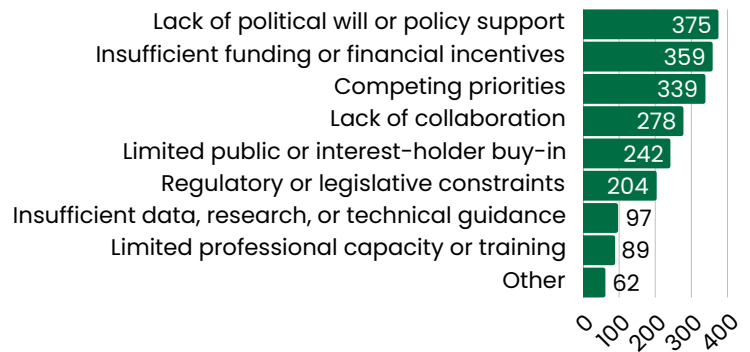 Lack of political will or policy support 375
Insufficient funding or financial incentives 359
Competing priorities 339
Lack of collaboration 278
Limited public or interest-holder buy-in 242
Regulatory or legislative constraints 204
Insufficient data, research, or technical guidance 97
Limited professional capacity or training 89
Other 62
0 100 200 300 400